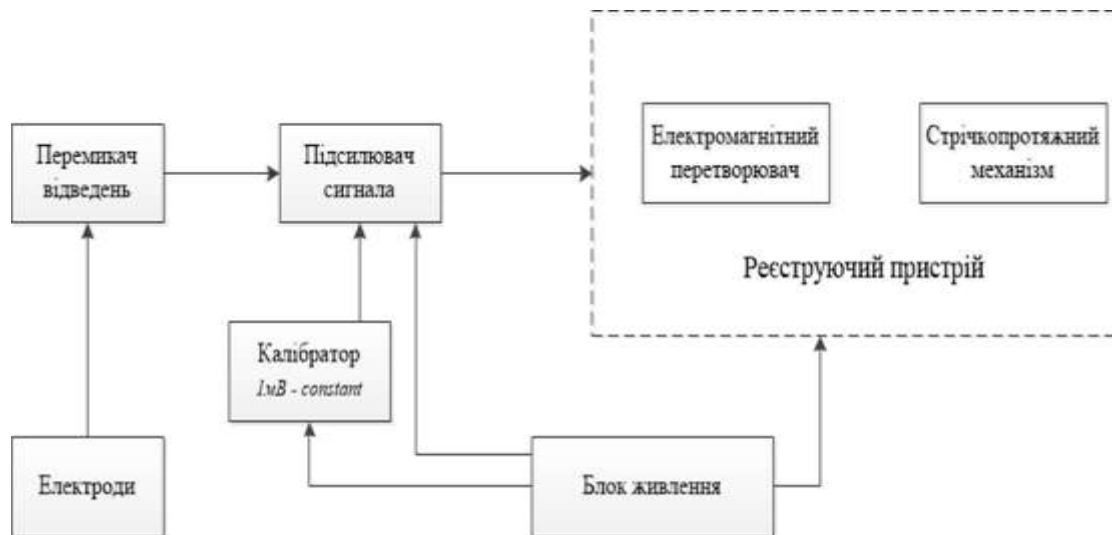 Перемикач
відведень
Підсилювач
сигнала
Електромагнітний
перетворювач
Стрічкопротяжний
механізм
Реєструючий пристрій
Калібратор
1мВ - constant
Електроди
Блок живлення